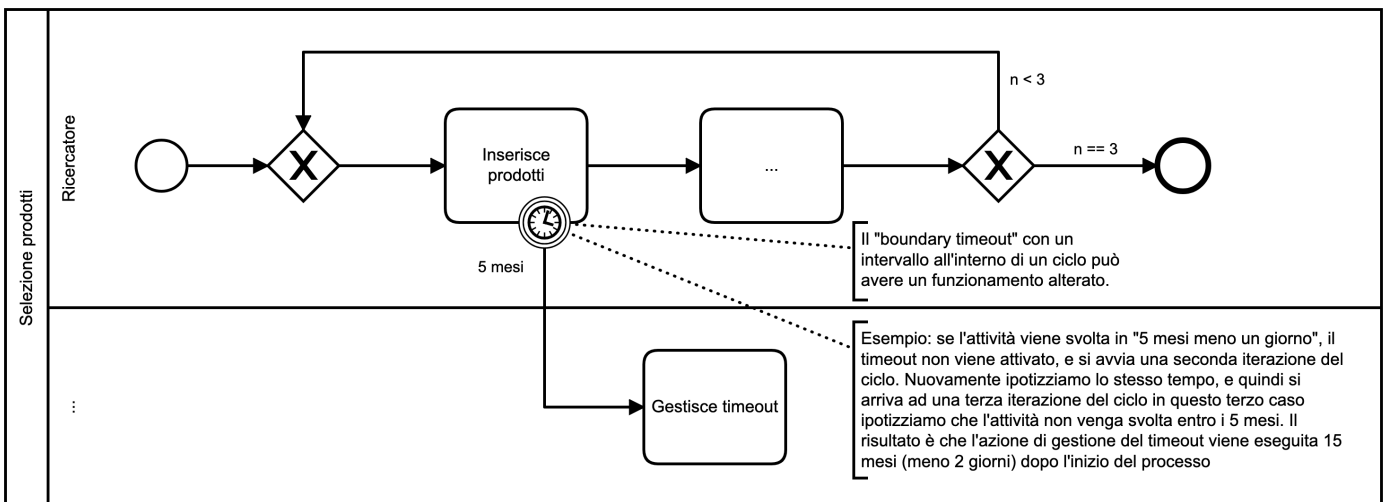 Selezione prodotti
Ricercatore
n < 3
Inserisce
prodotti
...
n == 3
5 mesi
Il "boundary timeout" con un
intervallo all'interno di un ciclo può
avere un funzionamento alterato.
...
Gestisce timeout
Esempio: se l'attività viene svolta in "5 mesi meno un giorno", il
timeout non viene attivato, e si avvia una seconda iterazione del
ciclo. Nuovamente ipotizziamo lo stesso tempo, e quindi si
arriva ad una terza iterazione del ciclo in questo terzo caso
ipotizziamo che l'attività non venga svolta entro i 5 mesi. Il
risultato è che l'azione di gestione del timeout viene eseguita 15
mesi (meno 2 giorni) dopo l'inizio del processo